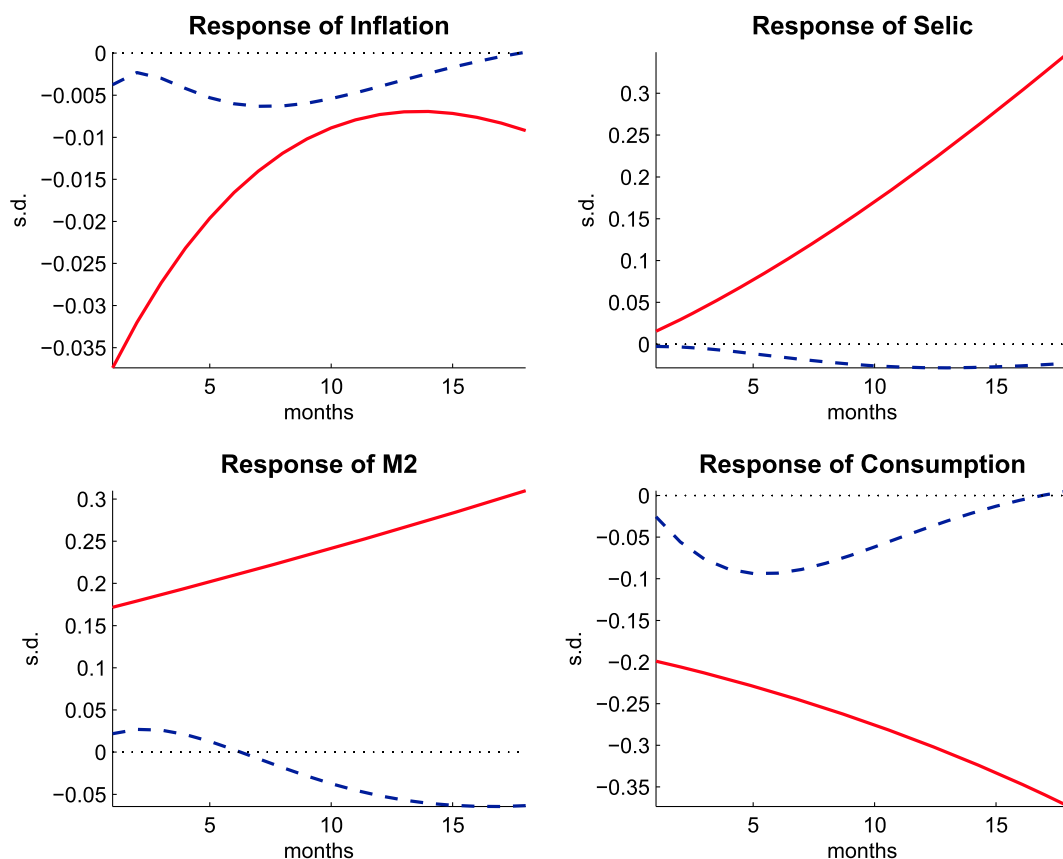 Response of Inflation
0
−0.005
−0.01
−0.015
−0.02
−0.025
−0.03
−0.035
s.d.
5 10 15
months
Response of Selic
0.3
0.25
0.2
0.15
0.1
0.05
0
s.d.
5 10 15
months
Response of M2
0.3
0.25
0.2
0.15
0.1
0.05
0
−0.05
s.d.
5 10 15
months
Response of Consumption
0
−0.05
−0.1
−0.15
−0.2
−0.25
−0.3
−0.35
s.d.
5 10 15
months